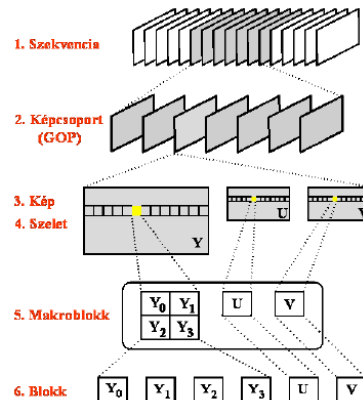 1. Szekvencia
2. Képcsoport
(GOP)
3. Kép
4. Szelet
Y
U
V
5. Makroblokk
Y0 Y1
Y2 Y3
U
V
6. Blokk
Y0 Y1 Y2 Y3 U V